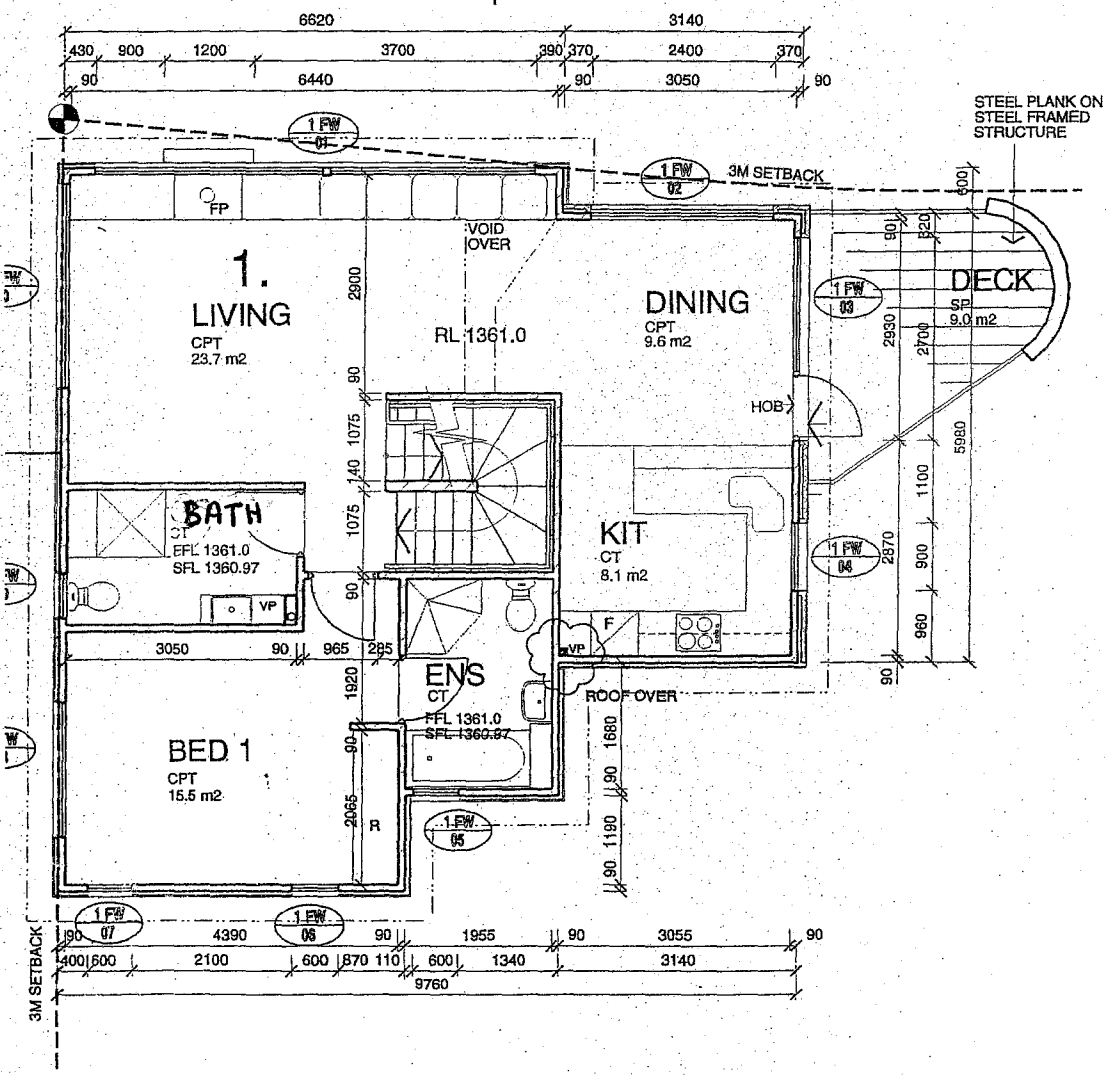 6620
3140
430 900 1200 3700 390 370 2400 370
90 6440 3050 90
STEEL PLANK ON
STEEL FRAMED
STRUCTURE
1 FW
01
1 FW
02
3M SETBACK
600
FP
VOID
OVER
90
820
1.
LIVING
CPT
23.7 m2
2900
RL 1361.0
DINING
CPT
9.6 m2
1 FW
03
DECK
SP
9.0 m2
2930
2700
90
HOB
1075
140
1075
5980
1100
BATH
CT
FFL 1361.0
SFL 1360.97
KIT
CT
8.1 m2
1 FW
04
2870
900
VP
90
F
960
VP
3050 90 965 285
ENS
CT
FFL 1361.0
SFL 1360.97
1920
ROOF OVER
90
1680
BED 1
CPT
15.5 m2
90
90
2065
R
1 FW
05
1190
90
1 FW
07
1 FW
06
90 4390 90 1955 90 3055 90
400 600 2100 600 870 110 600 1340 3140
9760
3M SETBACK